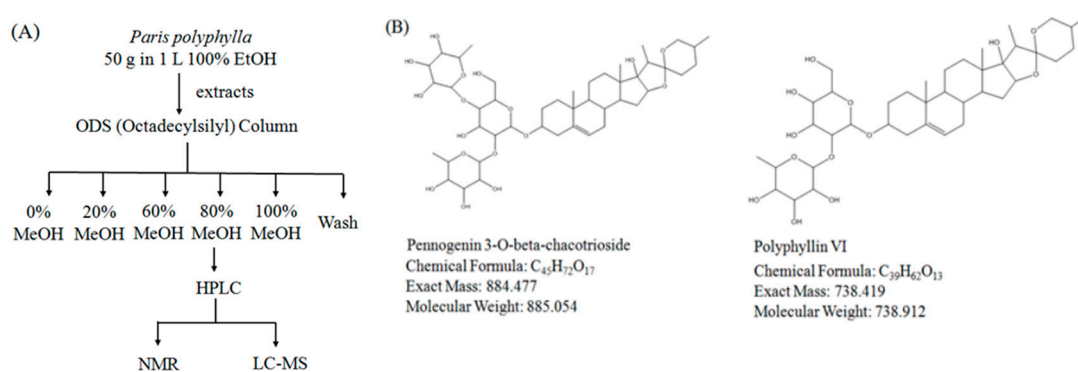 (A)
Paris polyphylla
50 g in 1 L 100% EtOH
extracts
ODS (Octadecylsilyl) Column
0% 20% 60% 80% 100% Wash
MeOH MeOH MeOH MeOH MeOH
HPLC
NMR LC-MS
(B)
Pennogenin 3-O-beta-chacotrioside
Chemical Formula: C₄₅H₇₂O₁₇
Exact Mass: 884.477
Molecular Weight: 885.054
Polyphyllin VI
Chemical Formula: C₃₉H₆₂O₁₃
Exact Mass: 738.419
Molecular Weight: 738.912